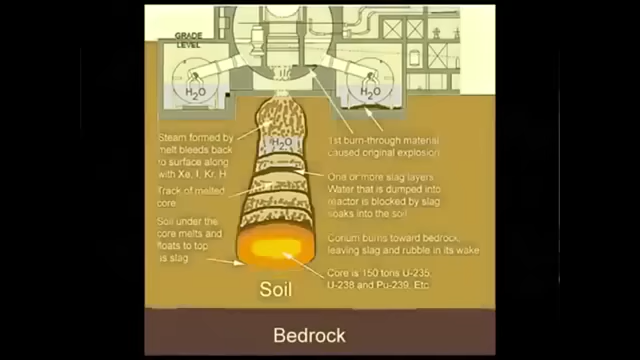 GRADE
LEVEL
H₂O
H₂O
Steam formed by
melt bleeds back
to surface along
with Xe, I, Kr, H
H₂O
Track of melted
core.
Soil under the
core melts and
floats to top
as slag
1st burn-through material
caused original explosion
One or more slag layers.
Water that is dumped into
reactor is blocked by slag
soaks into the soil
Corium burns toward bedrock,
leaving slag and rubble in its wake
Core is 150 tons U-235,
U-238 and Pu-239, Etc.
Soil
Bedrock